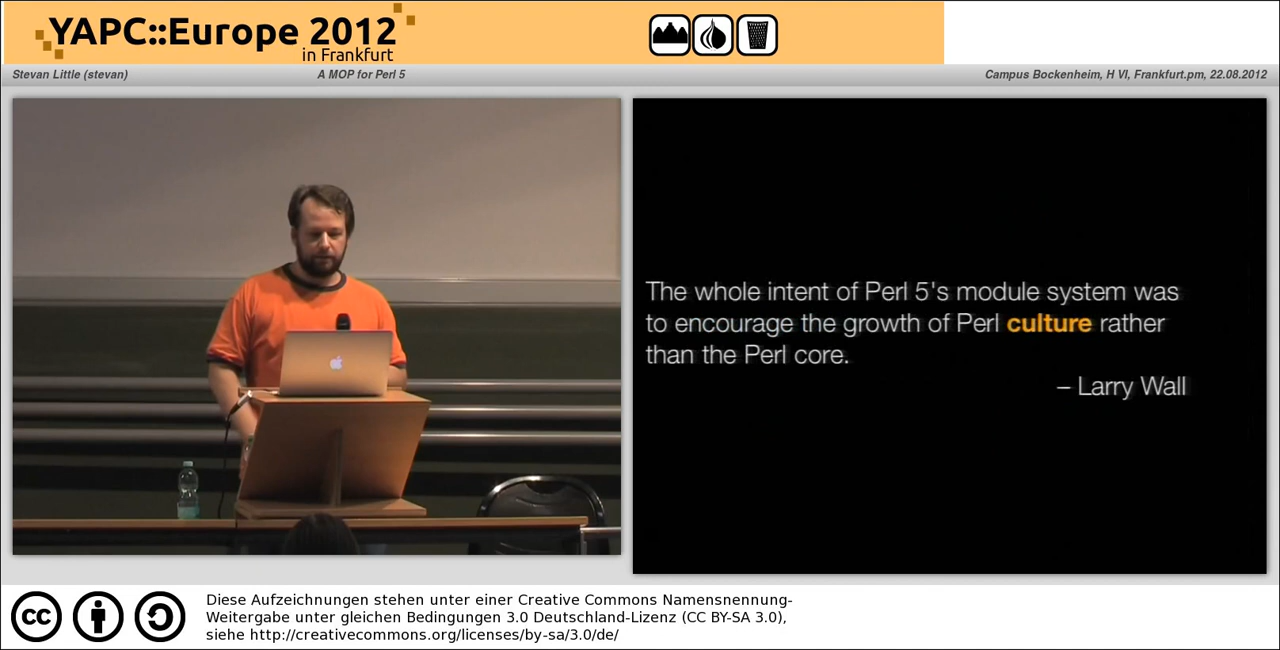 YAPC::Europe 2012
in Frankfurt
Stevan Little (stevan)
A MOP for Perl 5
Campus Bockenheim, H VI, Frankfurt.pm, 22.08.2012
The whole intent of Perl 5's module system was
to encourage the growth of Perl culture rather
than the Perl core.
– Larry Wall
cc
Diese Aufzeichnungen stehen unter einer Creative Commons Namensnennung-
Weitergabe unter gleichen Bedingungen 3.0 Deutschland-Lizenz (CC BY-SA 3.0),
siehe http://creativecommons.org/licenses/by-sa/3.0/de/